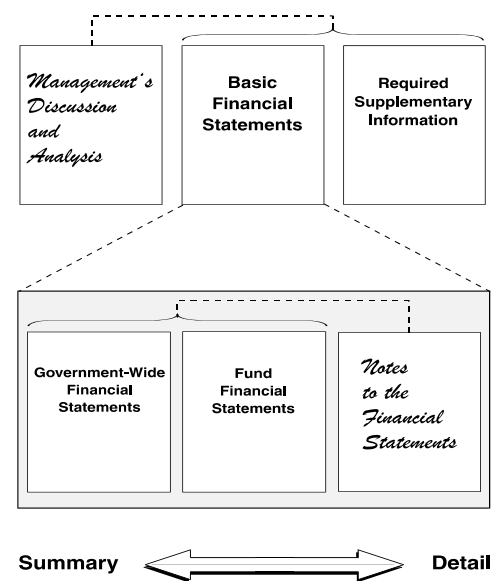 Management's
Discussion
and
Analysis
Basic
Financial
Statements
Required
Supplementary
Information
Government-Wide
Financial
Statements
Fund
Financial
Statements
Notes
to the
Financial
Statements
Summary
Detail